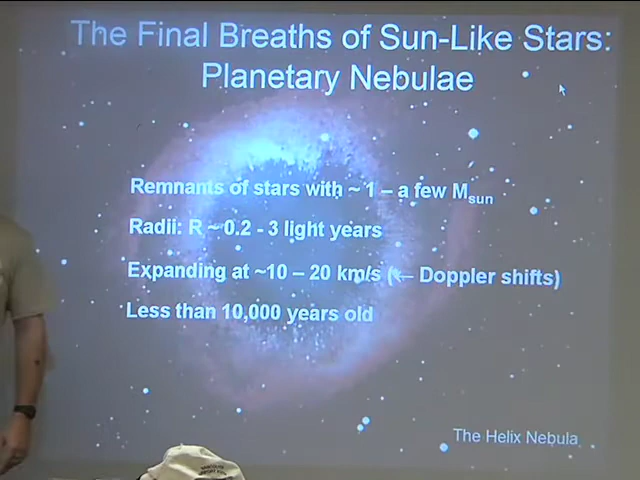 The Final Breaths of Sun-Like Stars:
Planetary Nebulae
Remnants of stars with ~ 1 – a few Msun
Radii: R ~ 0.2 - 3 light years
Expanding at ~10 – 20 km/s (← Doppler shifts)
Less than 10,000 years old
The Helix Nebula